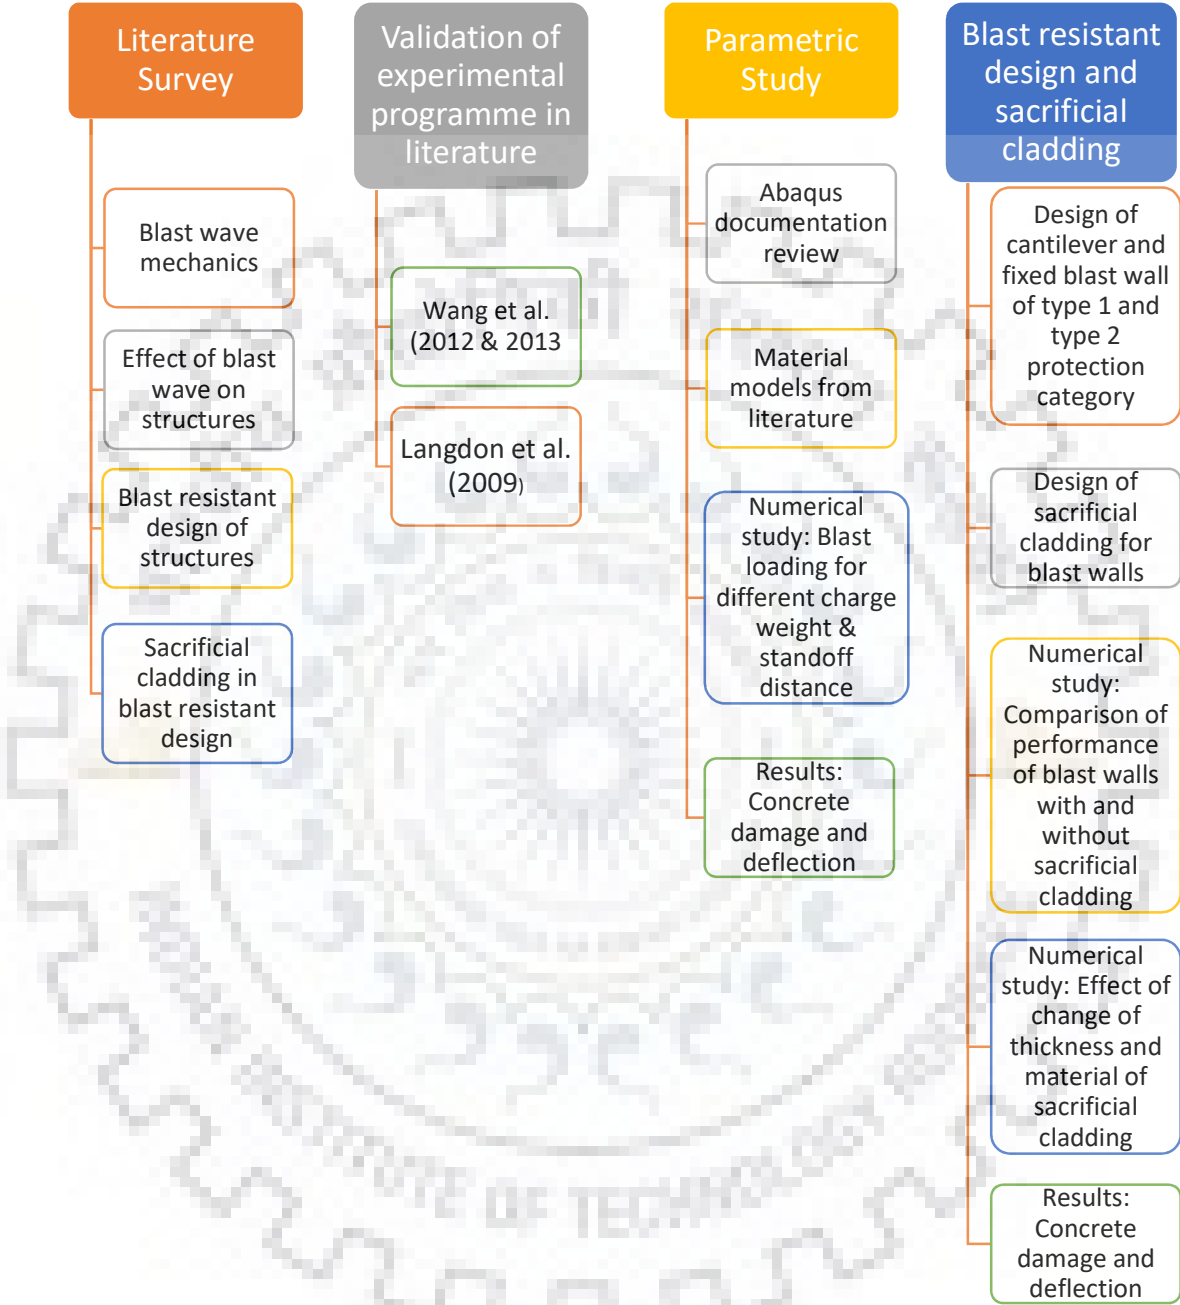 Literature
Survey
Blast wave
mechanics
Effect of blast
wave on
structures
Blast resistant
design of
structures
Sacrificial
cladding in
blast resistant
design
Validation of
experimental
programme in
literature
Wang et al.
(2012 & 2013
Langdon et al.
(2009)
Parametric
Study
Abaqus
documentation
review
Material
models from
literature
Numerical
study: Blast
loading for
different charge
weight &
standoff
distance
Results:
Concrete
damage and
deflection
Blast resistant
design and
sacrificial
cladding
Design of
cantilever and
fixed blast wall
of type 1 and
type 2
protection
category
Design of
sacrificial
cladding for
blast walls
Numerical
study:
Comparison of
performance
of blast walls
with and
without
sacrificial
cladding
Numerical
study: Effect of
change of
thickness and
material of
sacrificial
cladding
Results:
Concrete
damage and
deflection
INSTITUTE OF TECHNOLOGY